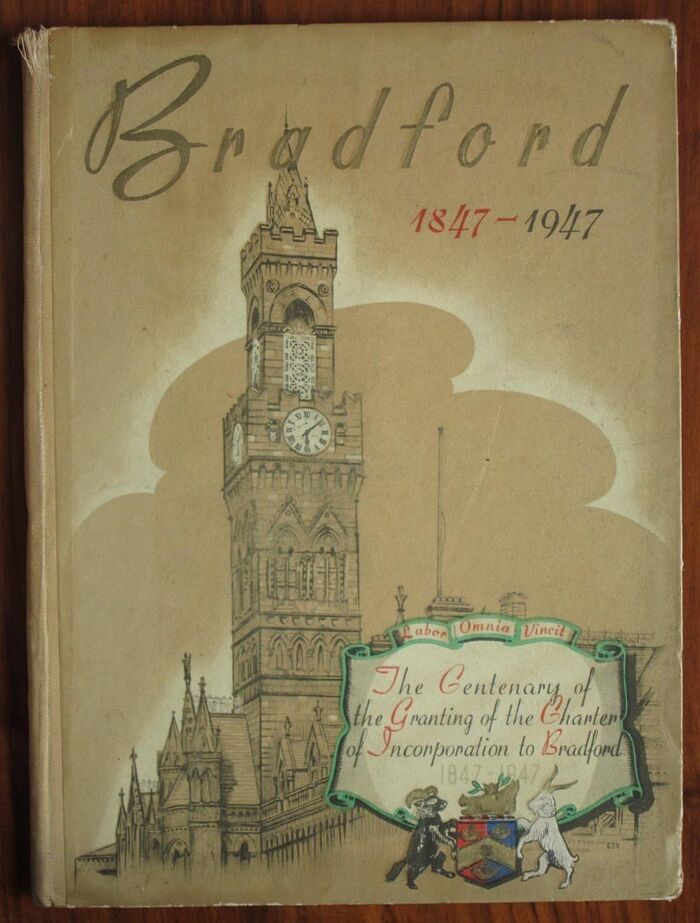 Bradford
1847-1947
Labor Omnia Vincit
The Centenary of
the Granting of the Charter
of Incorporation to Bradford
1847-1947